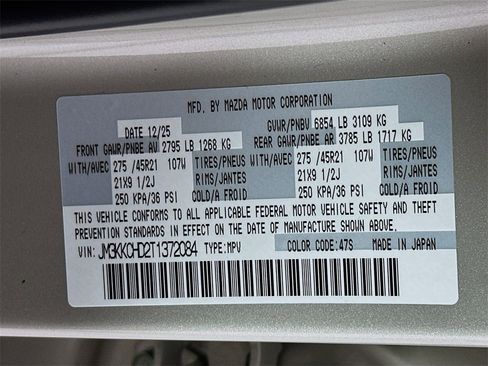 MFD. BY MAZDA MOTOR CORPORATION
DATE 12/25 GVWR/PNBV 6854 LB 3109 KG
FRONT GAWR/PNBE AV 2795 LB 1268 KG REAR GAWR/PNBE AR 3785 LB 1717 KG
WITH/AVEC 275 /45R21 107W TIRES/PNEUS WITH/AVEC 275 /45R21 107W TIRES/PNEUS
21X9 1/2J RIMS/JANTES 21X9 1/2J RIMS/JANTES
250 KPA/36 PSI COLD/A FROID 250 KPA/36 PSI COLD/A FROID
THIS VEHICLE CONFORMS TO ALL APPLICABLE FEDERAL MOTOR VEHICLE SAFETY AND THEFT
PREVENTION STANDARDS IN EFFECT ON THE DATE OF MANUFACTURE SHOWN ABOVE.
VIN: JM3KKCHD2T1372084 TYPE: MPV COLOR CODE: 47S MADE IN JAPAN